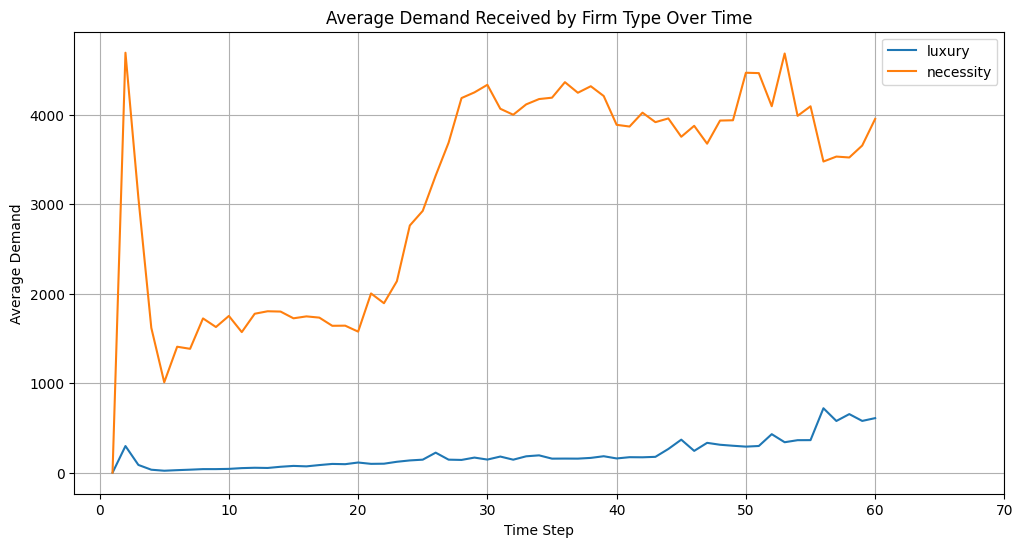 Average Demand Received by Firm Type Over Time
luxury
necessity
Average Demand
4000
3000
2000
1000
0
0 10 20 30 40 50 60 70
Time Step